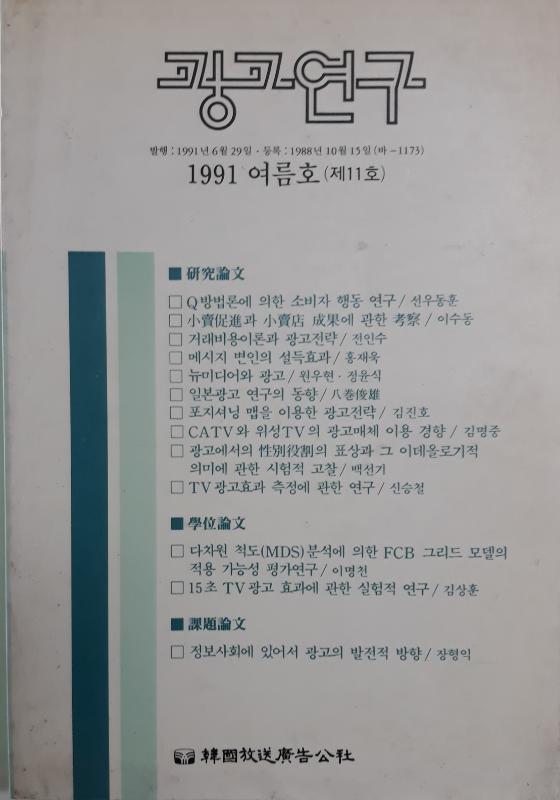 광고연구
발행 : 1991년 6월 29일 · 등록 : 1988년 10월 15일 (바-1173)
1991 여름호 (제11호)
■ 研究論文
□ Q방법론에 의한 소비자 행동 연구 / 선우동훈
□ 小賣促進과 小賣店 成果에 관한 考察 / 이수동
□ 거래비용이론과 광고전략 / 전인수
□ 메시지 변인의 설득효과 / 홍재욱
□ 뉴미디어와 광고 / 원우현 · 정윤식
□ 일본광고 연구의 동향 / 八巻俊雄
□ 포지셔닝 맵을 이용한 광고전략 / 김진호
□ CATV와 위성TV의 광고매체 이용 경향 / 김명중
□ 광고에서의 性別役割의 표상과 그 이데올로기적
의미에 관한 시험적 고찰 / 백선기
□ TV광고효과 측정에 관한 연구 / 신승철
■ 學位論文
□ 다차원 척도(MDS)분석에 의한 FCB 그리드 모델의
적용 가능성 평가연구 / 이명천
□ 15초 TV광고 효과에 관한 실험적 연구 / 김상훈
■ 課題論文
□ 정보사회에 있어서 광고의 발전적 방향 / 장형익
韓國放送廣告公社